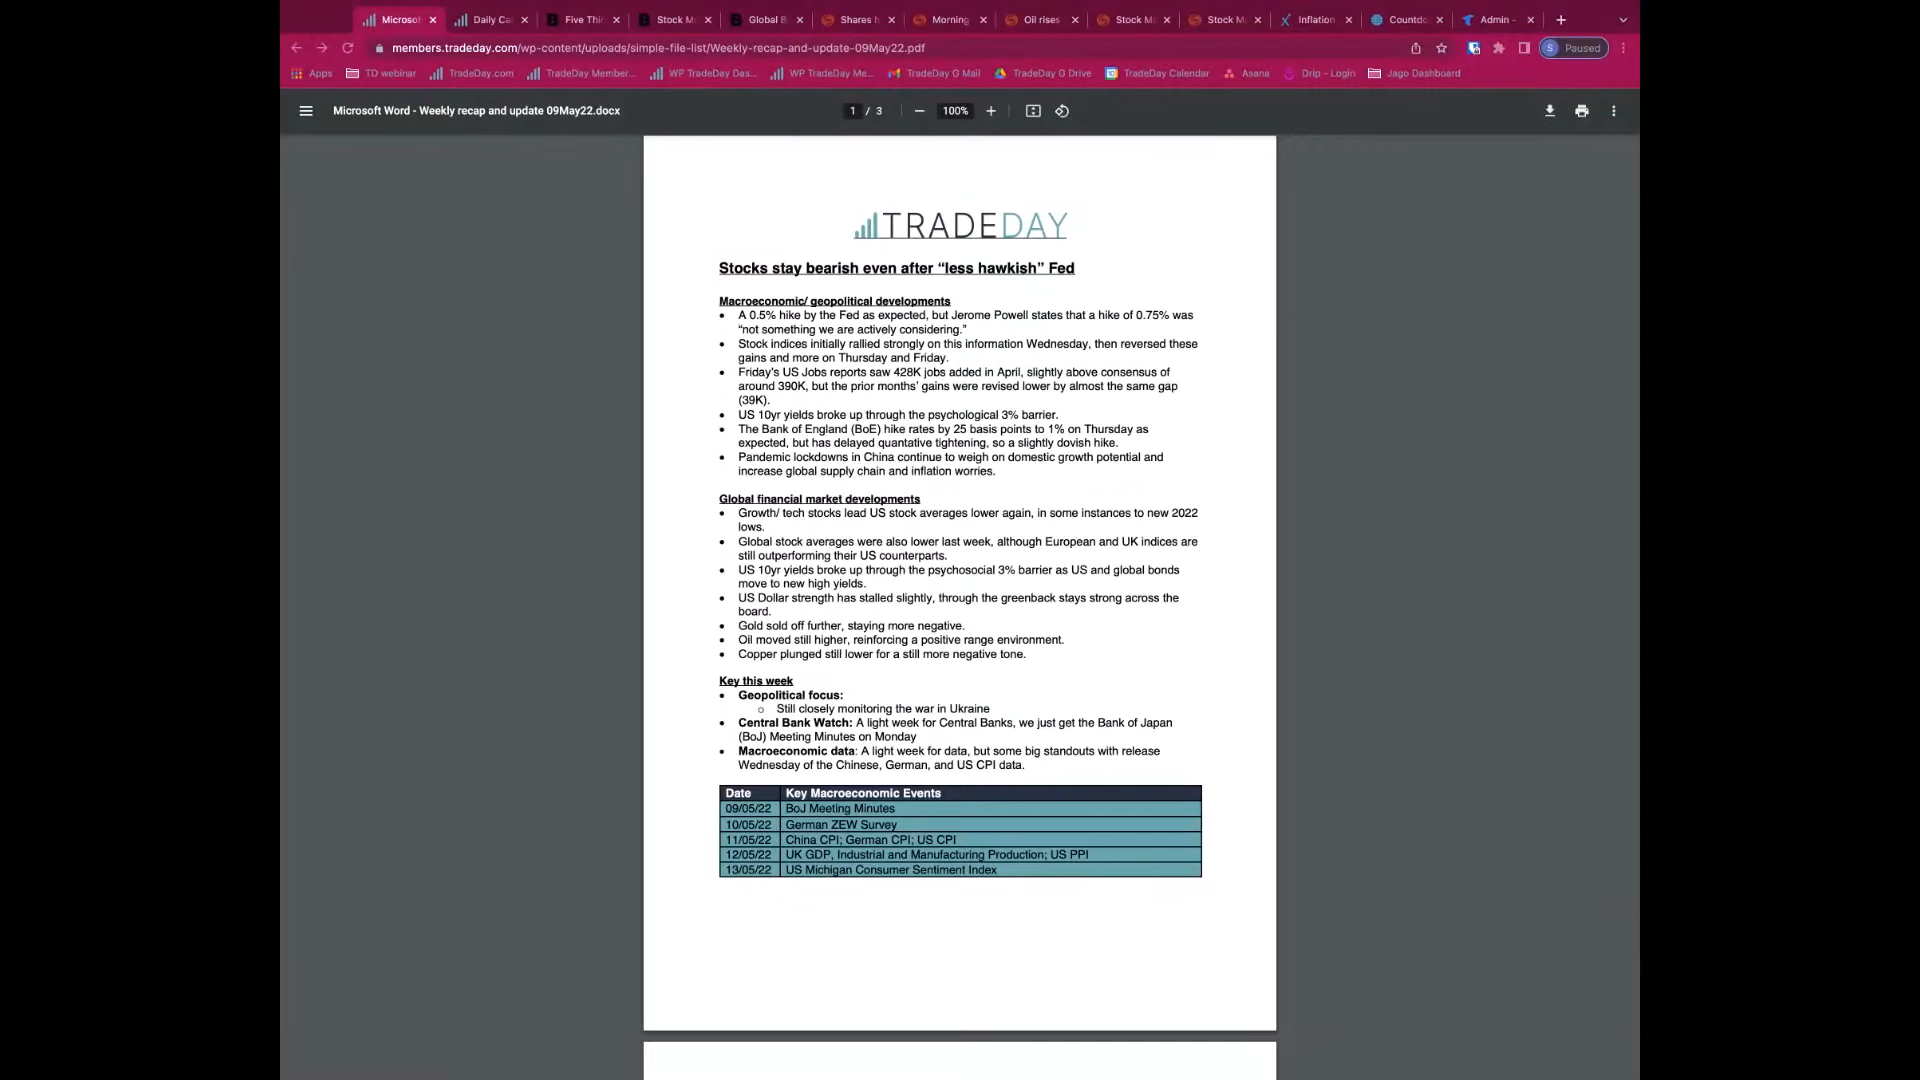 Microsof
Daily Ca
Five Thi
Stock M
Global B
Shares h
Morning
Oil rises
Stock M
Stock M
Inflation
Countdo
Admin -
members.tradeday.com/wp-content/uploads/simple-file-list/Weekly-recap-and-update-09May22.pdf
S Paused
Apps
TD webinar
TradeDay.com
TradeDay Member...
WP TradeDay Das...
WP TradeDay Me...
TradeDay G Mail
TradeDay G Drive
TradeDay Calendar
Asana
Drip - Login
Jago Dashboard
Microsoft Word - Weekly recap and update 09May22.docx
1 / 3
100%
TRADEDAY
Stocks stay bearish even after “less hawkish” Fed
Macroeconomic/ geopolitical developments
• A 0.5% hike by the Fed as expected, but Jerome Powell states that a hike of 0.75% was
“not something we are actively considering.”
• Stock indices initially rallied strongly on this information Wednesday, then reversed these
gains and more on Thursday and Friday.
• Friday’s US Jobs reports saw 428K jobs added in April, slightly above consensus of
around 390K, but the prior months’ gains were revised lower by almost the same gap
(39K).
• US 10yr yields broke up through the psychological 3% barrier.
• The Bank of England (BoE) hike rates by 25 basis points to 1% on Thursday as
expected, but has delayed quantative tightening, so a slightly dovish hike.
• Pandemic lockdowns in China continue to weigh on domestic growth potential and
increase global supply chain and inflation worries.
Global financial market developments
• Growth/ tech stocks lead US stock averages lower again, in some instances to new 2022
lows.
• Global stock averages were also lower last week, although European and UK indices are
still outperforming their US counterparts.
• US 10yr yields broke up through the psychosocial 3% barrier as US and global bonds
move to new high yields.
• US Dollar strength has stalled slightly, through the greenback stays strong across the
board.
• Gold sold off further, staying more negative.
• Oil moved still higher, reinforcing a positive range environment.
• Copper plunged still lower for a still more negative tone.
Key this week
• Geopolitical focus:
o Still closely monitoring the war in Ukraine
• Central Bank Watch: A light week for Central Banks, we just get the Bank of Japan
(BoJ) Meeting Minutes on Monday
• Macroeconomic data: A light week for data, but some big standouts with release
Wednesday of the Chinese, German, and US CPI data.
Date Key Macroeconomic Events
09/05/22 BoJ Meeting Minutes
10/05/22 German ZEW Survey
11/05/22 China CPI; German CPI; US CPI
12/05/22 UK GDP, Industrial and Manufacturing Production; US PPI
13/05/22 US Michigan Consumer Sentiment Index